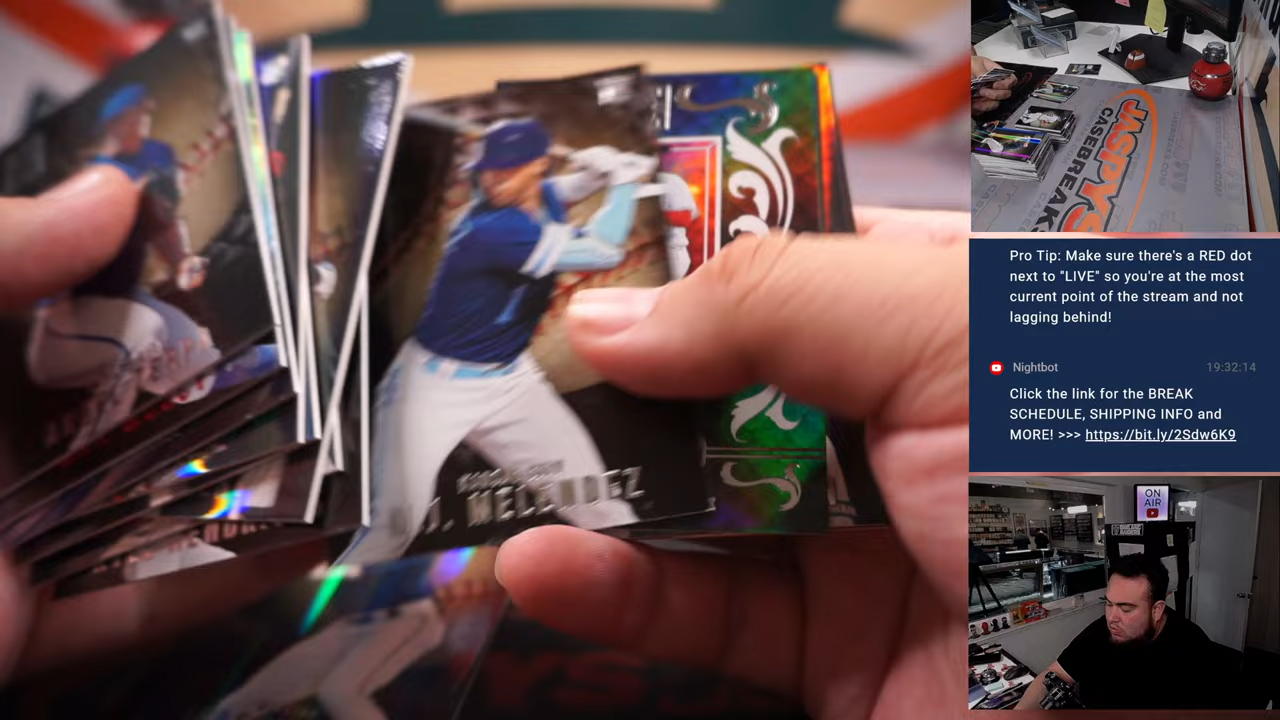 MELENDEZ
JASPYS
CASEBREAKS
Pro Tip: Make sure there's a RED dot
next to "LIVE" so you're at the most
current point of the stream and not
lagging behind!
Nightbot 19:32:14
Click the link for the BREAK
SCHEDULE, SHIPPING INFO and
MORE! >>> https://bit.ly/2Sdw6K9
ON
AIR